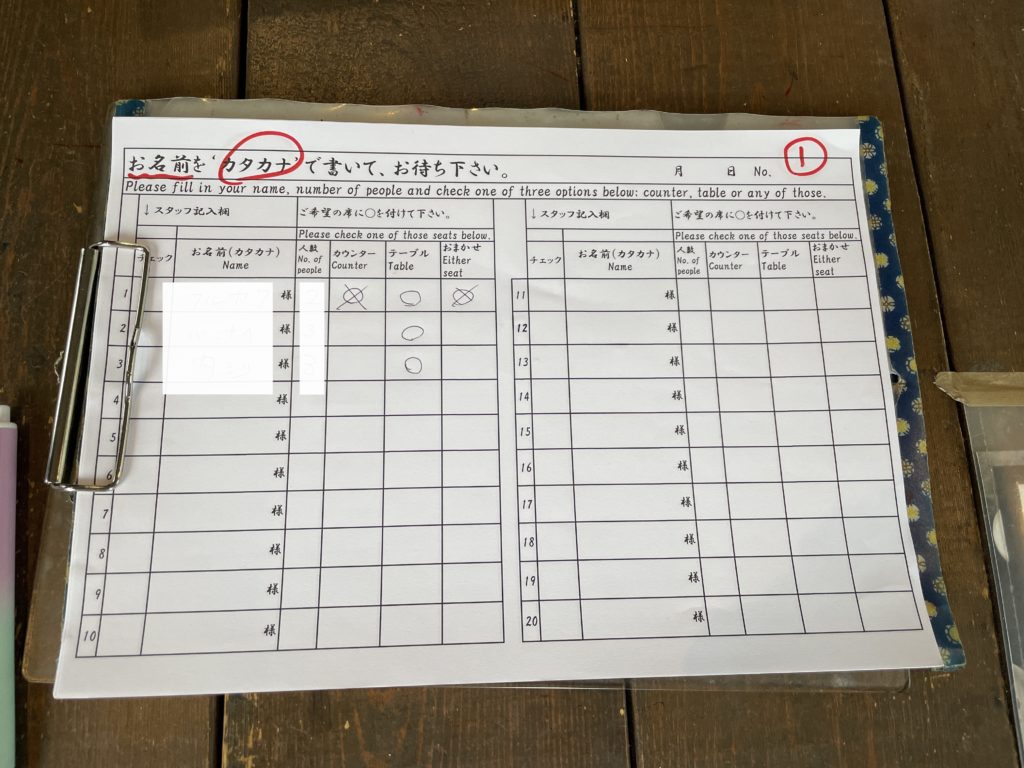 お名前を‘カタカナ’で書いて、お待ち下さい。 月 日 No. 1
Please fill in your name, number of people and check one of three options below: counter, table or any of those.
↓スタッフ記入欄 ご希望の席に○を付けて下さい。 ↓スタッフ記入欄 ご希望の席に○を付けて下さい。
Please check one of those seats below. Please check one of those seats below.
チェック お名前(カタカナ) Name 人数 No. of people カウンター Counter テーブル Table おまかせ Either seat チェック お名前(カタカナ) Name 人数 No. of people カウンター Counter テーブル Table おまかせ Either seat
1 様 11 様
2 様 12 様
3 様 13 様
4 様 14 様
5 様 15 様
6 様 16 様
7 様 17 様
8 様 18 様
9 様 19 様
10 様 20 様